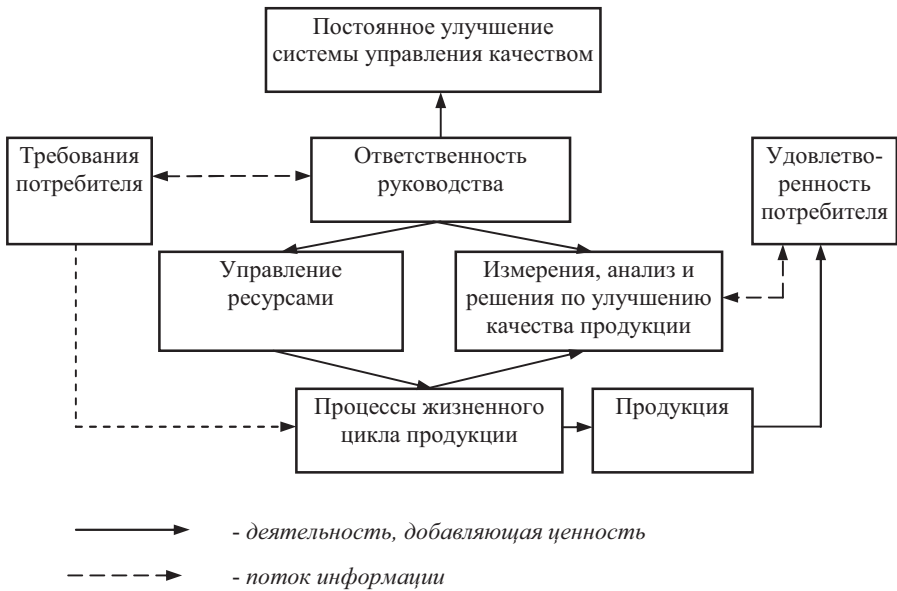 Постоянное улучшение
системы управления качеством
Требования
потребителя
Ответственность
руководства
Удовлетво-
ренность
потребителя
Управление
ресурсами
Измерения, анализ и
решения по улучшению
качества продукции
Процессы жизненного
цикла продукции
Продукция
- деятельность, добавляющая ценность
- поток информации